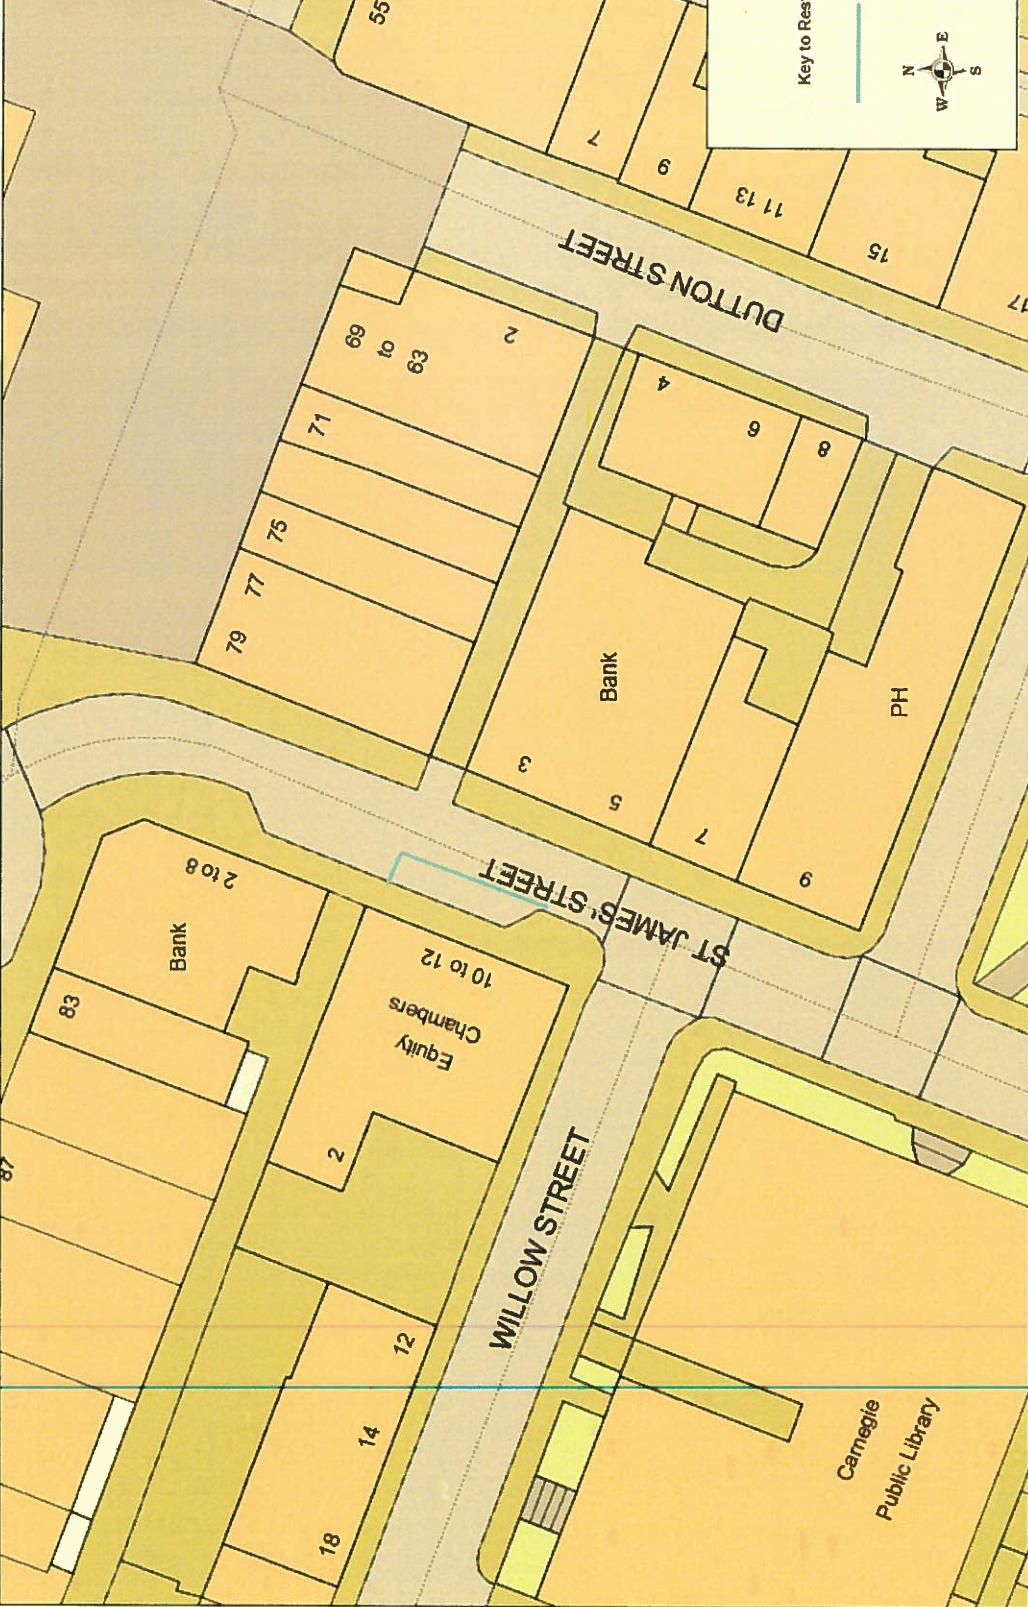 55
7
9
11 13
15
17
Key to Res
N
E
S
W
DUTTON STREET
69
to
63
2
71
75
77
79
4
6
8
Bank
3
5
7
9
PH
ST JAMES' STREET
2 to 8
Bank
83
10 to 12
Equity
Chambers
2
87
WILLOW STREET
12
14
18
Carnegie
Public Library